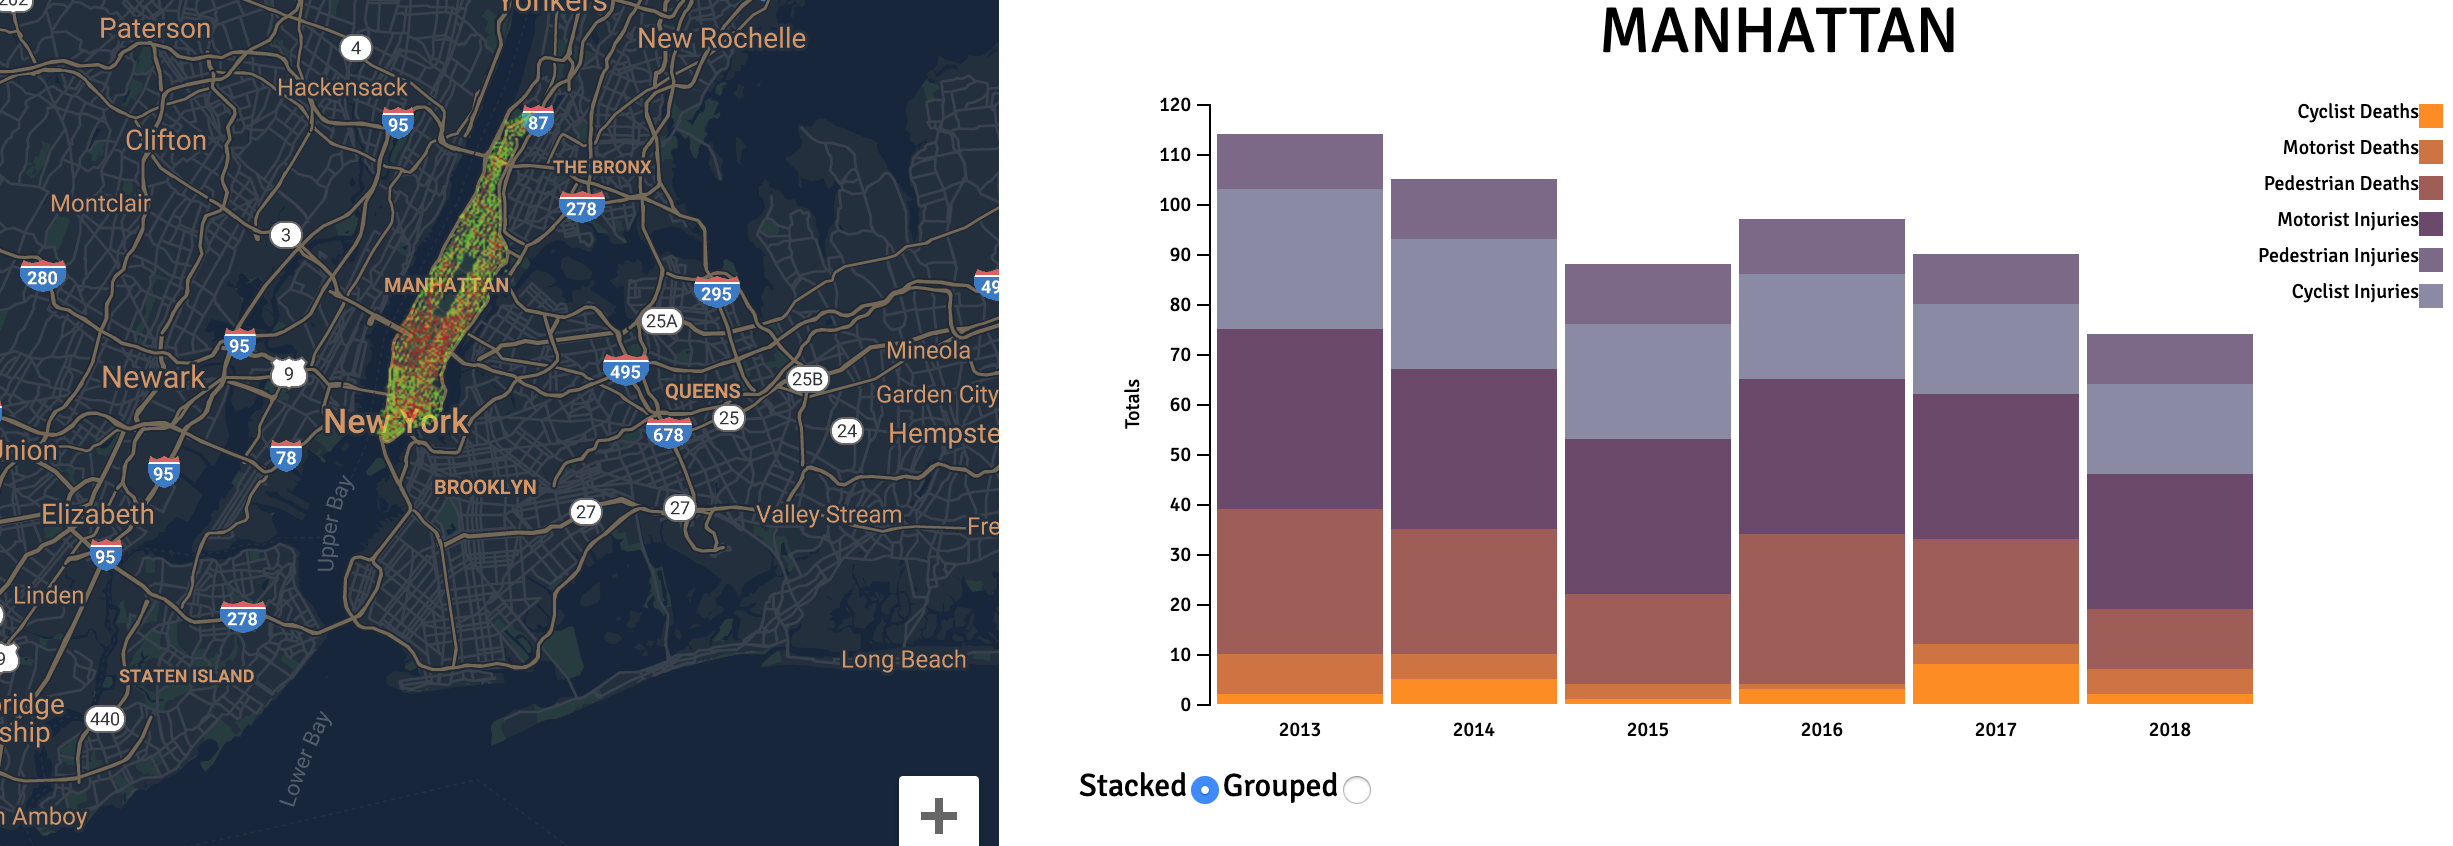 202
Yonkers
Paterson
4
New Rochelle
Hackensack
95
87
Clifton
THE BRONX
278
Montclair
3
280
MANHATTAN
295
49
25A
95
Mineola
9
495
25B
Newark
QUEENS
Garden City
New York
25
678
24
Hempste
Union
78
95
BROOKLYN
Upper Bay
27
27
Elizabeth
Valley Stream
Fre
95
Linden
278
9
Long Beach
STATEN ISLAND
bridge
ship
440
Lower Bay
n Amboy
MANHATTAN
120
110
100
90
80
70
60
50
40
30
20
10
0
Totals
2013
2014
2015
2016
2017
2018
Cyclist Deaths
Motorist Deaths
Pedestrian Deaths
Motorist Injuries
Pedestrian Injuries
Cyclist Injuries
Stacked Grouped